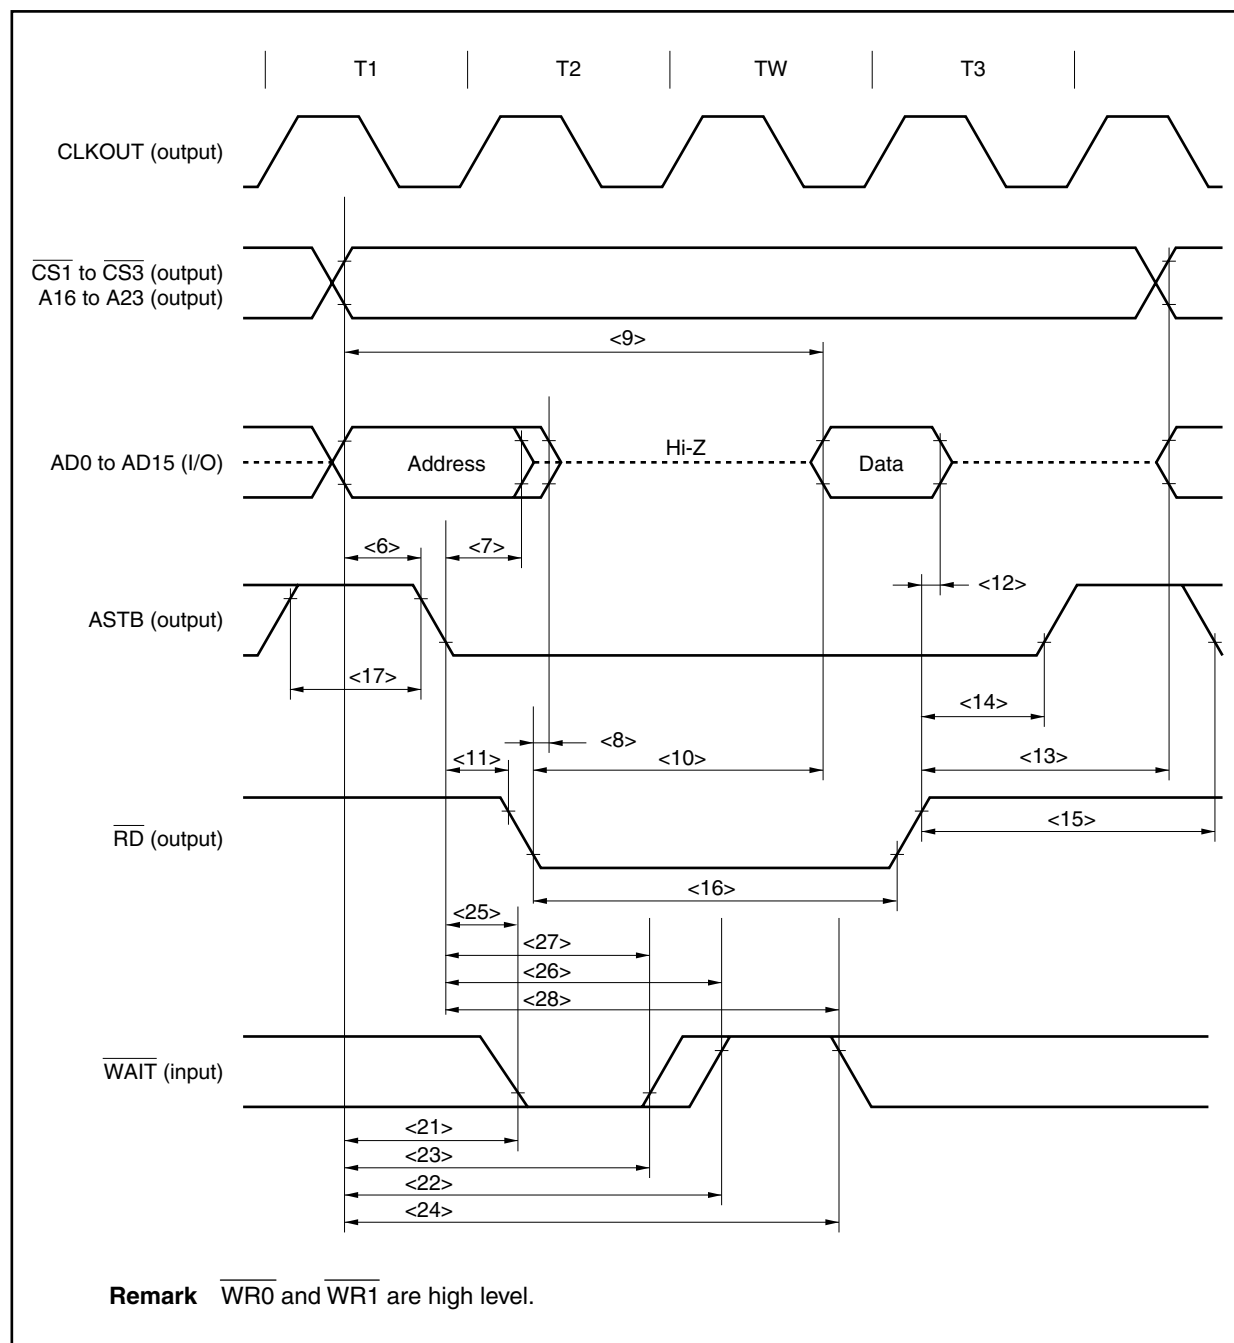 T1 T2 TW T3
CLKOUT (output)
CS1 to CS3 (output)
A16 to A23 (output)
<9>
AD0 to AD15 (I/O)
Address
Hi-Z
Data
<6>
<7>
<12>
ASTB (output)
<17>
<14>
<8>
<11>
<10>
<13>
RD (output)
<15>
<16>
<25>
<27>
<26>
<28>
WAIT (input)
<21>
<23>
<22>
<24>
Remark WR0 and WR1 are high level.